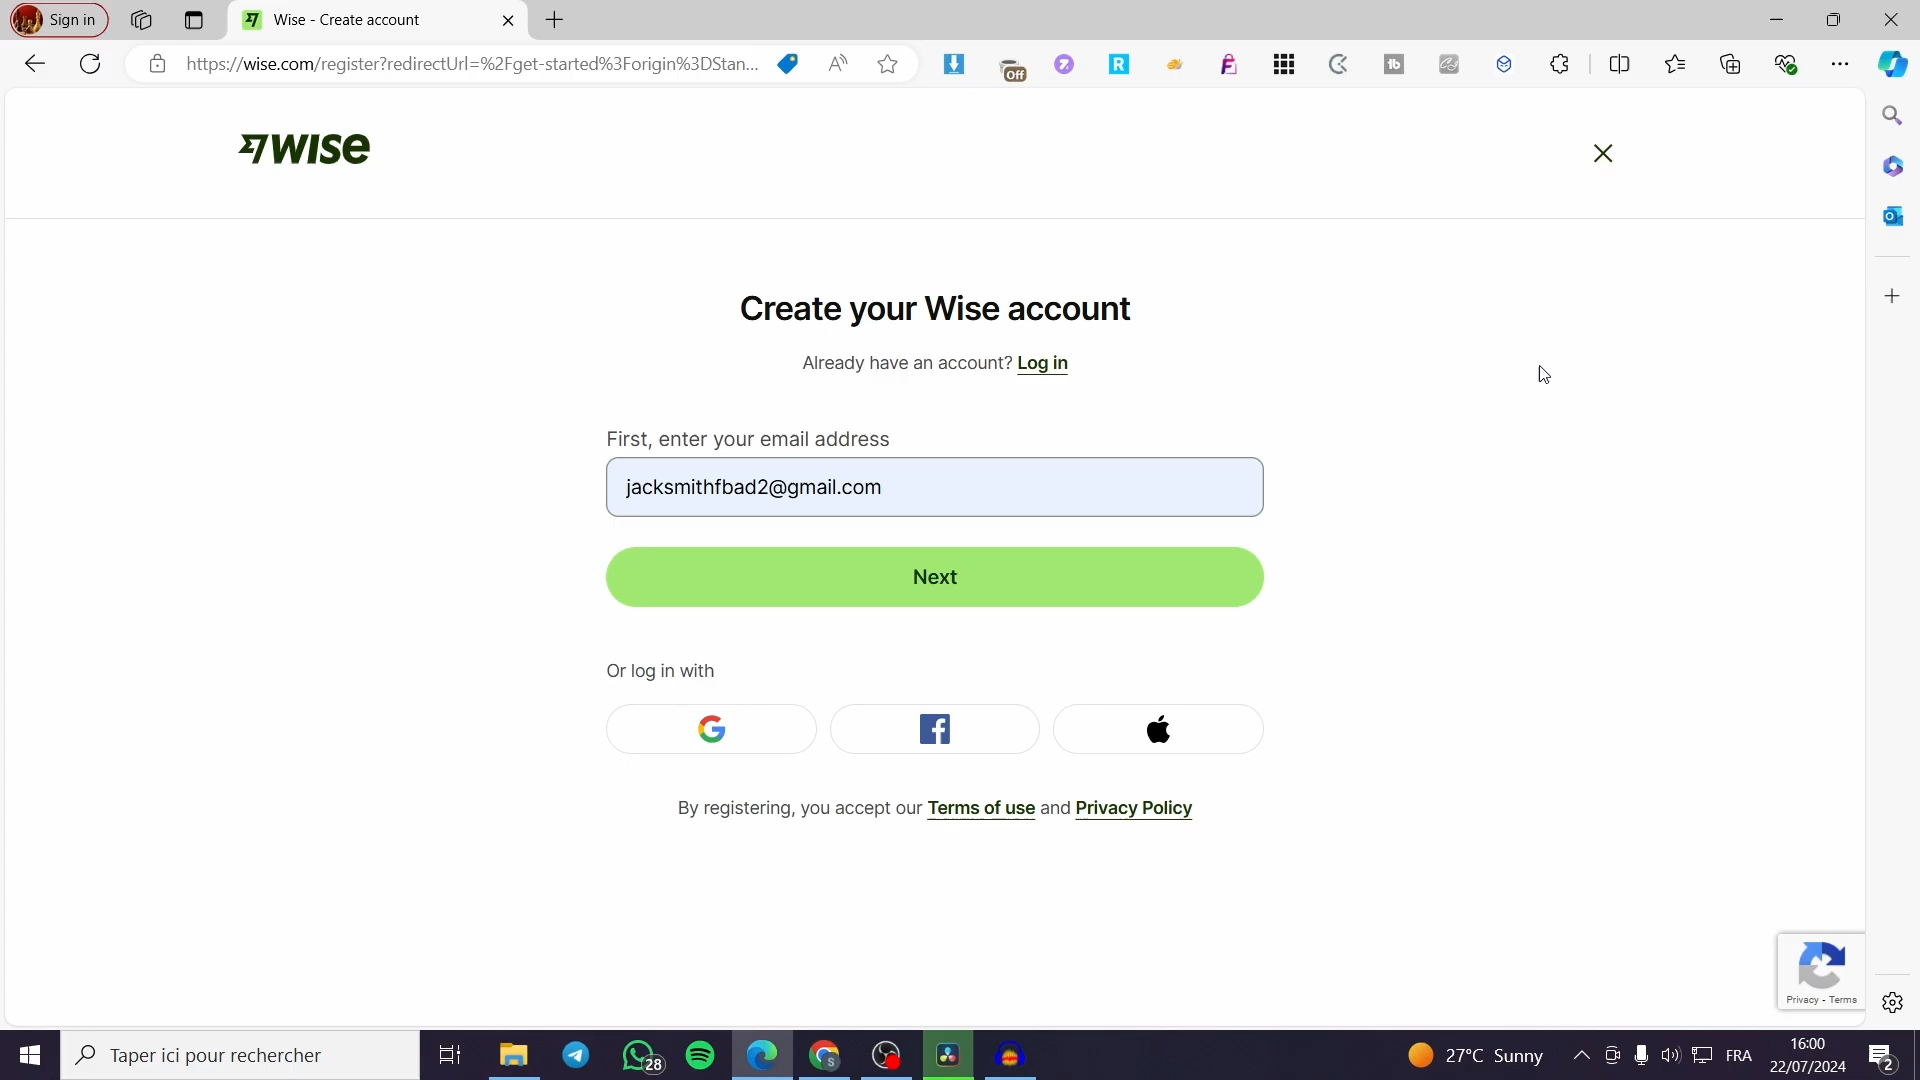 Sign in
Wise - Create account
https://wise.com/register?redirectUrl=%2Fget-started%3Forigin%3DStan...
Off
R
tb
WISE
Create your Wise account
Already have an account? Log in
First, enter your email address
jacksmithfbad2@gmail.com
Next
Or log in with
By registering, you accept our Terms of use and Privacy Policy
Privacy - Terms
Taper ici pour rechercher
28
S
27°C Sunny
FRA
16:00
22/07/2024
2